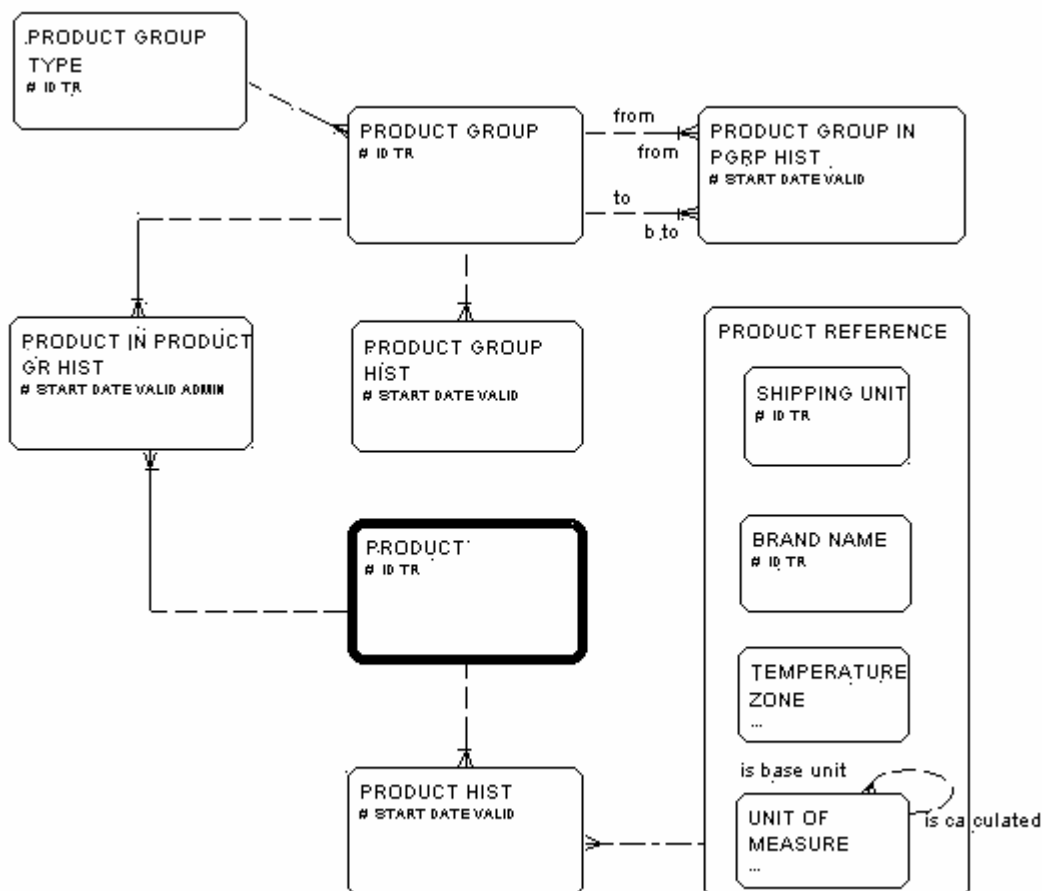 PRODUCT GROUP
TYPE
# ID TR
PRODUCT GROUP
# ID TR
from
from
to
b.to
PRODUCT GROUP IN
PGRP HIST
# START DATE VALID
PRODUCT IN PRODUCT
GR HIST
# START DATE VALID ADMIN
PRODUCT GROUP
HIST
# START DATE VALID
PRODUCT REFERENCE
SHIPPING UNIT
# ID TR
BRAND NAME
# ID TR
TEMPERATURE
ZONE
...
PRODUCT
# ID TR
PRODUCT HIST
# START DATE VALID
is base unit
UNIT OF
MEASURE
...
is calculated